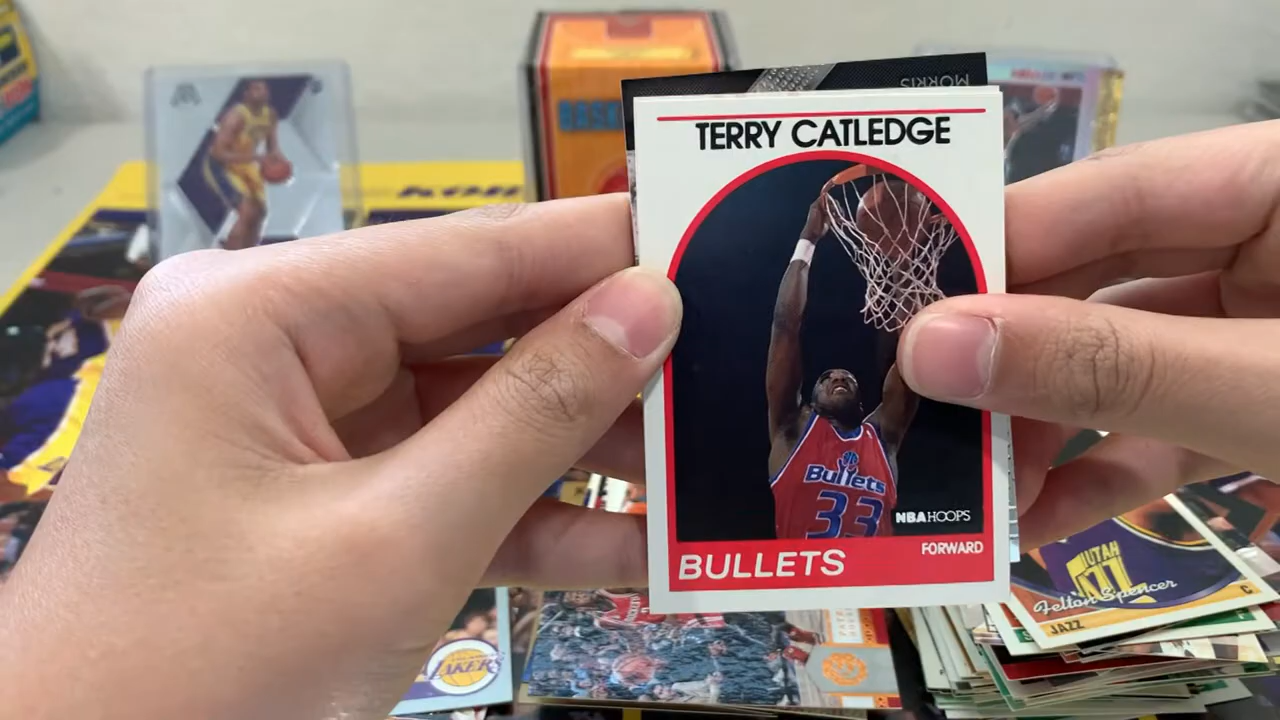 MORRIS
TERRY CATLEDGE
Bullets
33
NBA HOOPS
BULLETS
FORWARD
UTAH
Felton Spencer
JAZZ
C
LAKERS